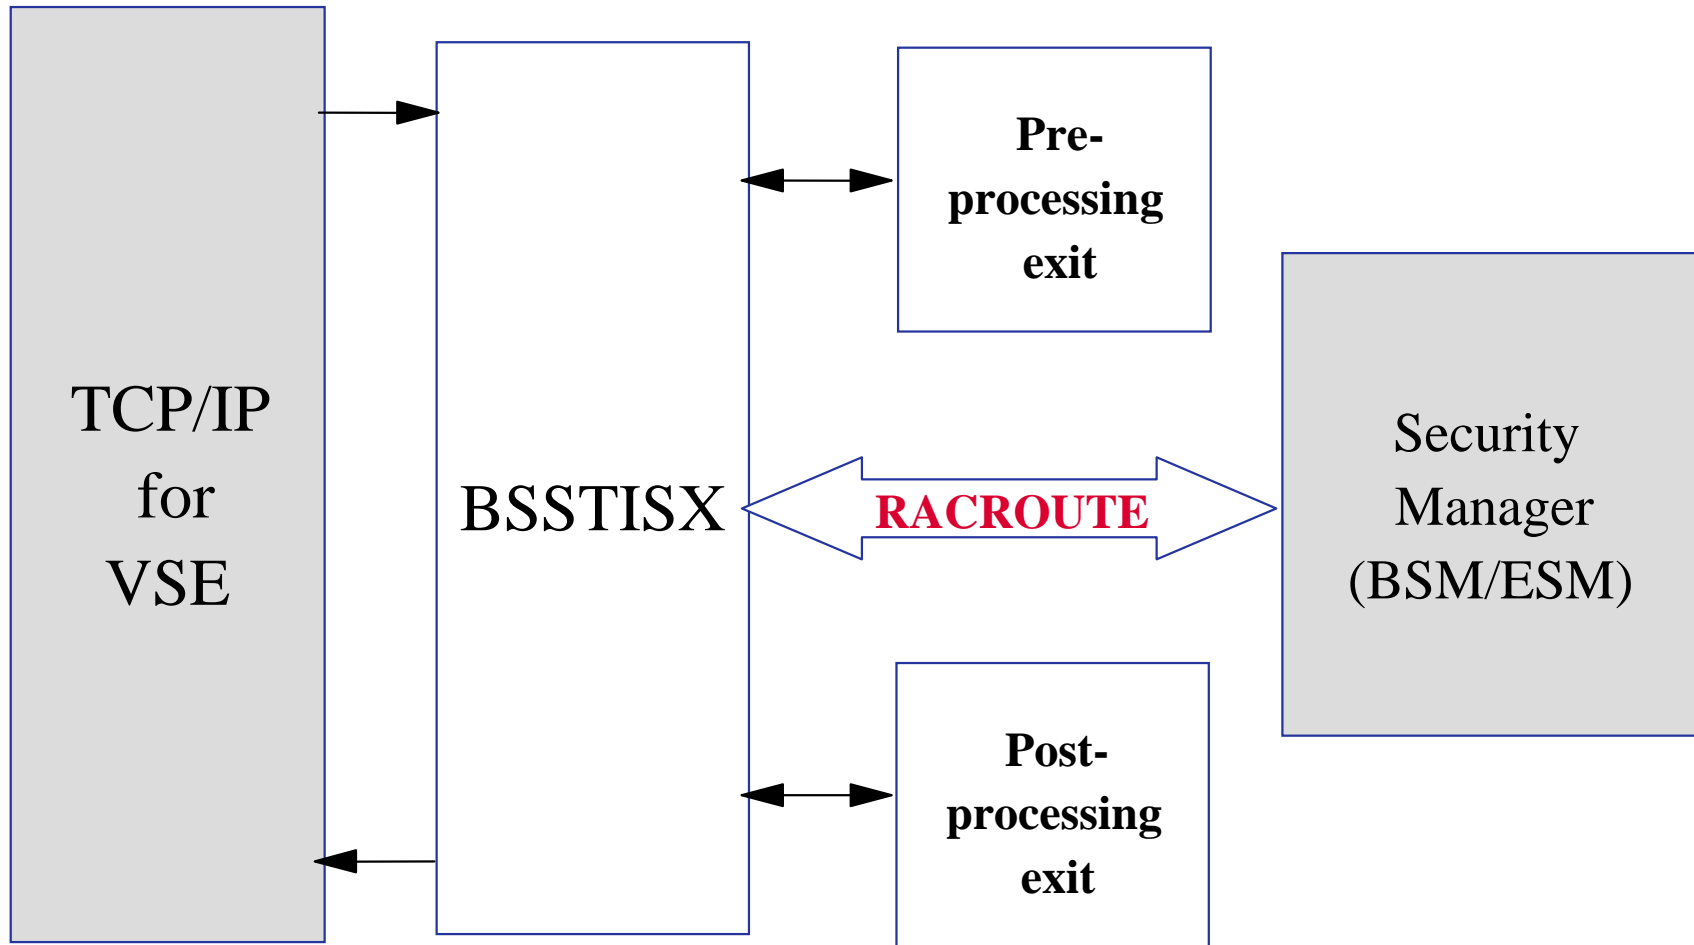 TCP/IP
for
VSE
BSSTISX
Pre-
processing
exit
RACROUTE
Post-
processing
exit
Security
Manager
(BSM/ESM)